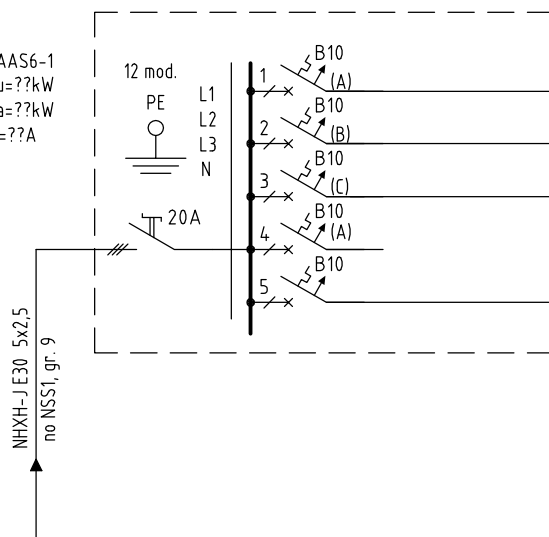 AAS6-1
=??kW
=??kW
=??A
12 mod.
PE
L1
L2
L3
N
20A
1
B10
(A)
2
B10
(B)
3
B10
(C)
4
B10
(A)
5
B10
NHXH-J E30 5x2,5
no NSS1, gr. 9